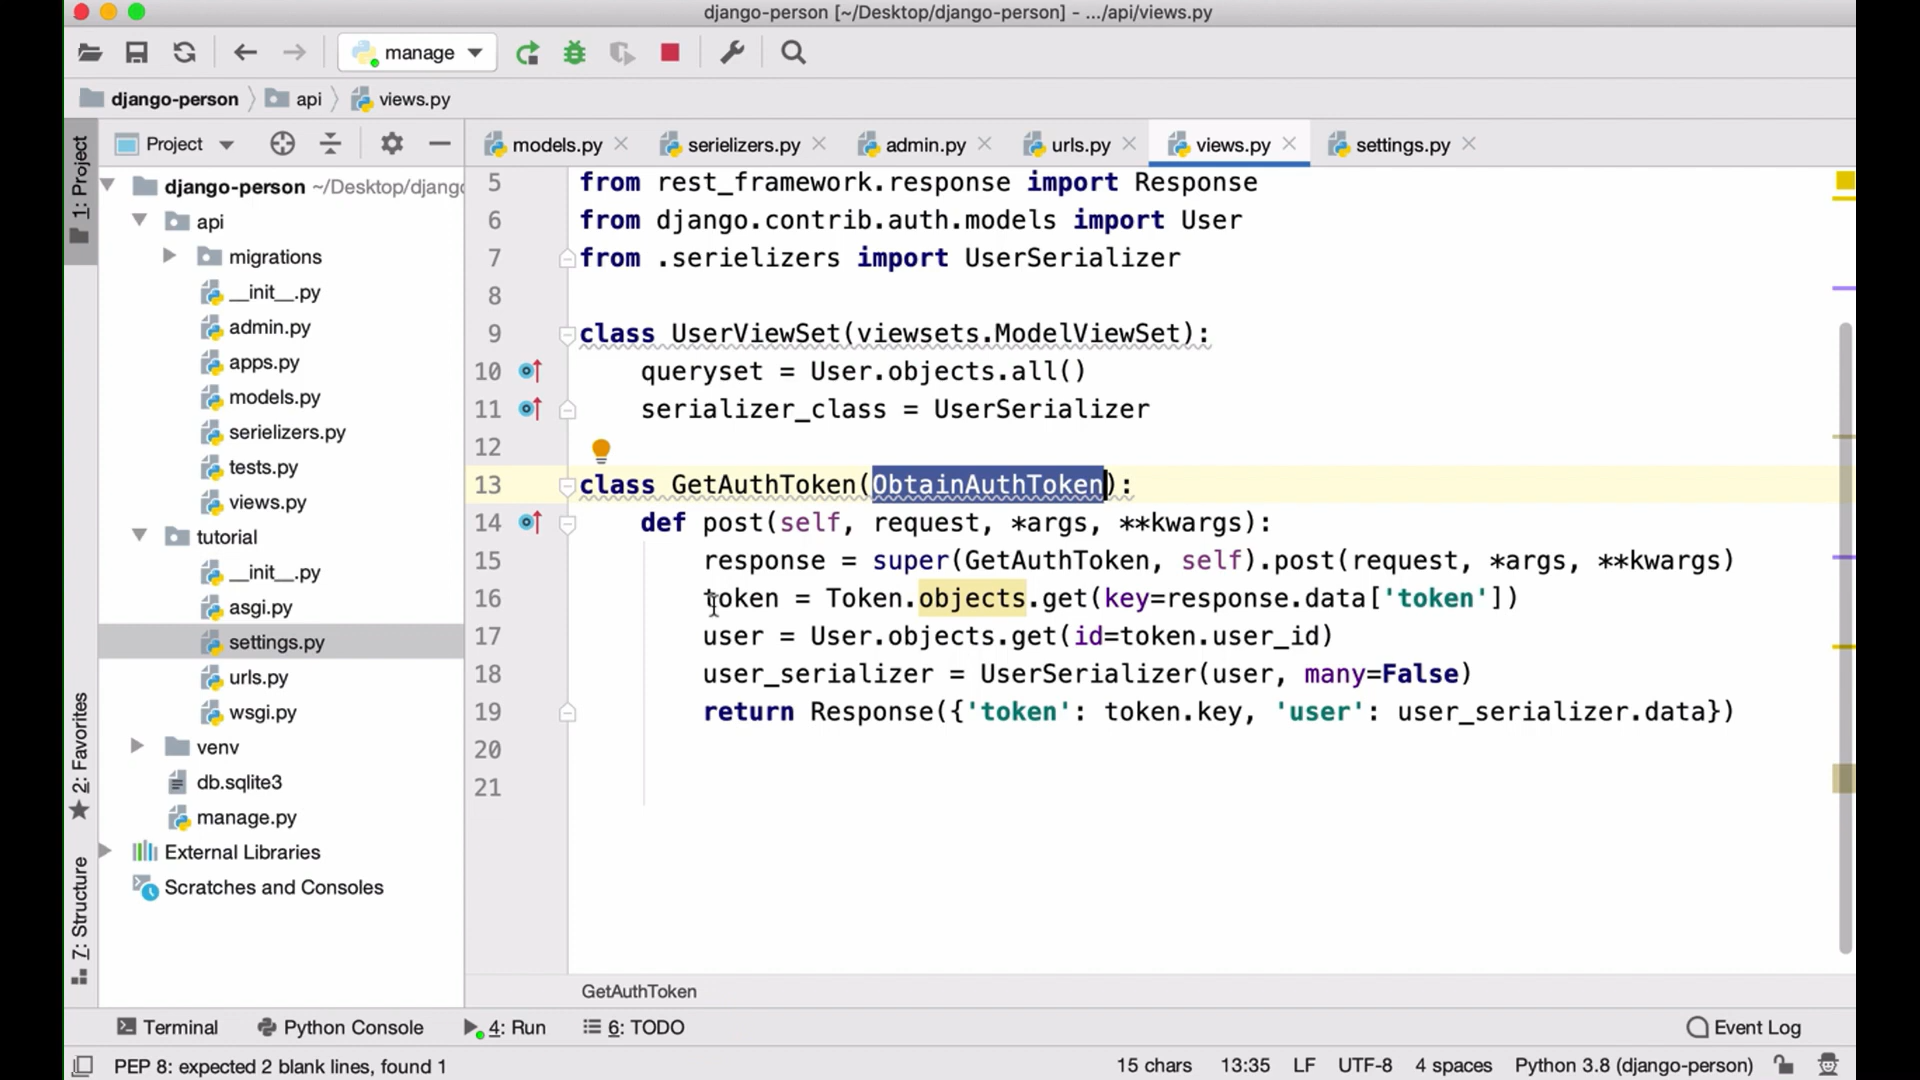 django-person [~/Desktop/django-person] - .../api/views.py
manage
django-person api views.py
1: Project
Project
models.py serielizers.py admin.py urls.py views.py settings.py
django-person ~/Desktop/djang
api
migrations
__init__.py
admin.py
apps.py
models.py
serielizers.py
tests.py
views.py
tutorial
__init__.py
asgi.py
settings.py
urls.py
wsgi.py
venv
db.sqlite3
manage.py
External Libraries
Scratches and Consoles
2: Favorites
7: Structure
5 from rest_framework.response import Response
6 from django.contrib.auth.models import User
7 from .serielizers import UserSerializer
8
9 class UserViewSet(viewsets.ModelViewSet):
10 queryset = User.objects.all()
11 serializer_class = UserSerializer
12
13 class GetAuthToken(ObtainAuthToken):
14 def post(self, request, *args, **kwargs):
15 response = super(GetAuthToken, self).post(request, *args, **kwargs)
16 token = Token.objects.get(key=response.data['token'])
17 user = User.objects.get(id=token.user_id)
18 user_serializer = UserSerializer(user, many=False)
19 return Response({'token': token.key, 'user': user_serializer.data})
20
21
GetAuthToken
Terminal Python Console 4: Run 6: TODO Event Log
PEP 8: expected 2 blank lines, found 1 15 chars 13:35 LF UTF-8 4 spaces Python 3.8 (django-person)